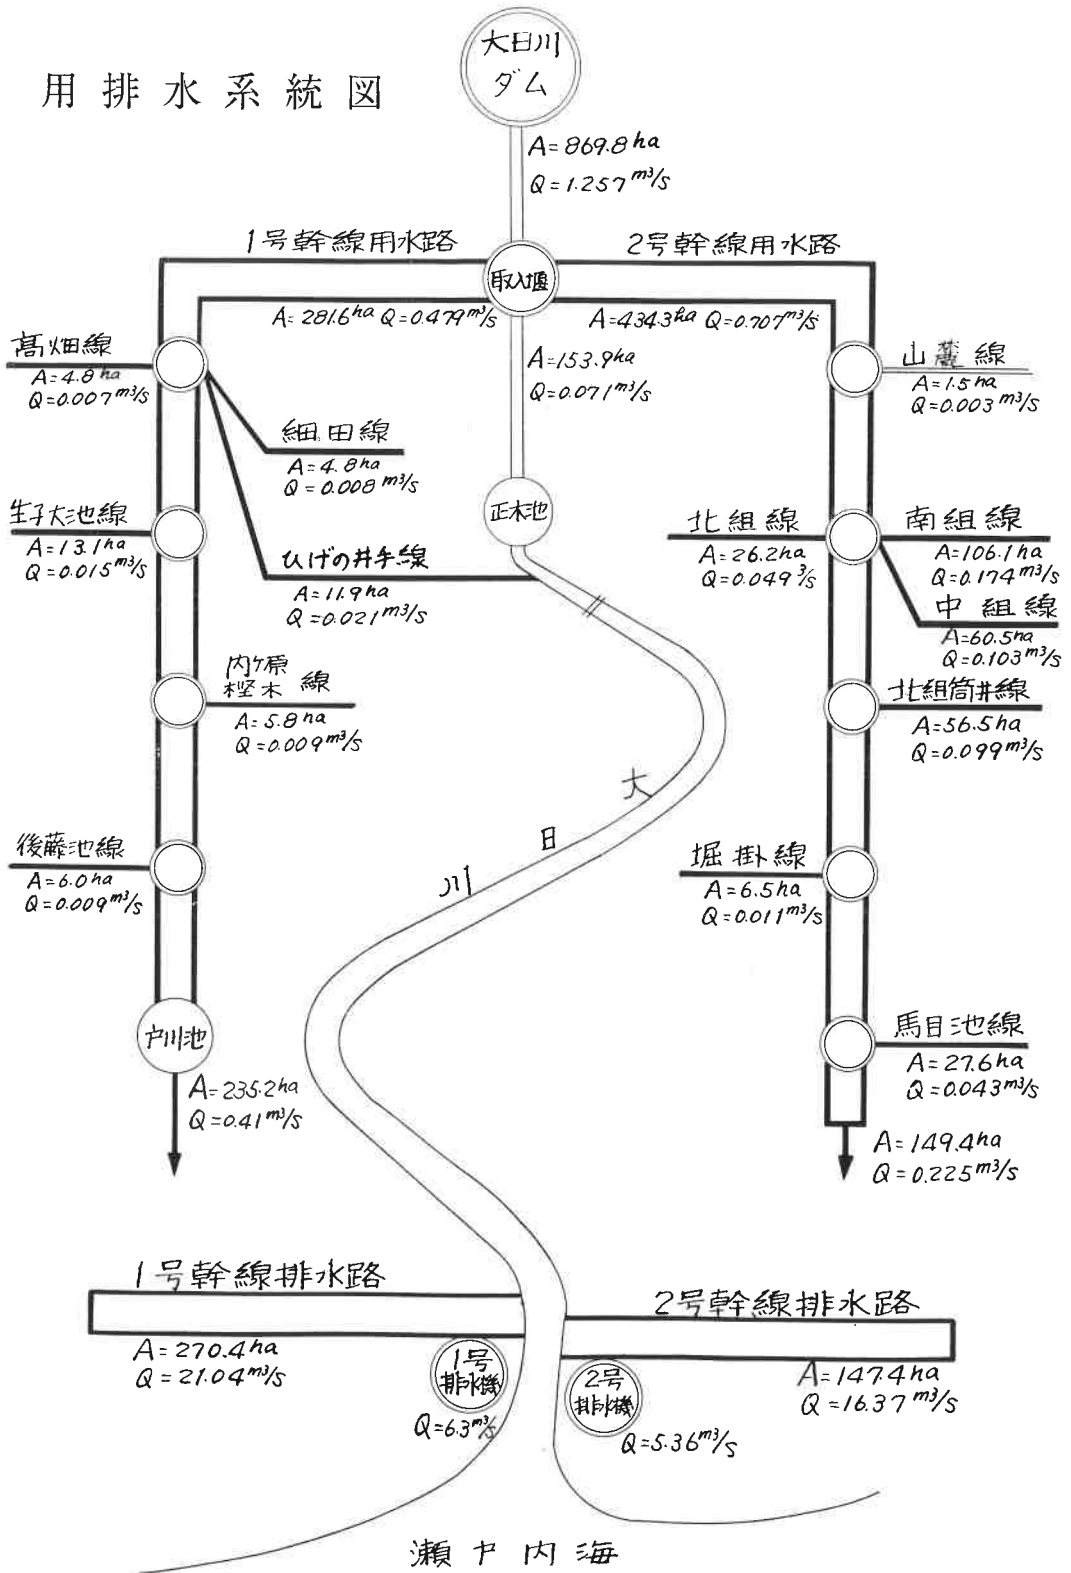 用排水系統図
大日川
ダム
A=869.8ha
Q=1.257m³/s
1号幹線用水路
2号幹線用水路
取入堰
A=281.6ha Q=0.479m³/s
A=434.3ha Q=0.707m³/s
A=153.9ha
Q=0.071m³/s
高畑線
A=4.8ha
Q=0.007m³/s
細田線
A=4.8ha
Q=0.008m³/s
ひげの井手線
A=11.9ha
Q=0.021m³/s
生子大池線
A=13.1ha
Q=0.015m³/s
内ヶ原
樫木 線
A=5.8ha
Q=0.009m³/s
後藤池線
A=6.0ha
Q=0.009m³/s
戸川池
A=235.2ha
Q=0.41m³/s
正木池
山麓線
A=1.5ha
Q=0.003m³/s
北組線
A=26.2ha
Q=0.049³/s
南組線
A=106.1ha
Q=0.174m³/s
中組線
A=60.5ha
Q=0.103m³/s
北組筒井線
A=56.5ha
Q=0.099m³/s
堀掛線
A=6.5ha
Q=0.011m³/s
馬目池線
A=27.6ha
Q=0.043m³/s
A=149.4ha
Q=0.225m³/s
大日川
1号幹線排水路
A=270.4ha
Q=21.04m³/s
1号
排水機
Q=6.3m³/s
2号幹線排水路
A=147.4ha
Q=16.37m³/s
2号
排水機
Q=5.36m³/s
瀬戸内海